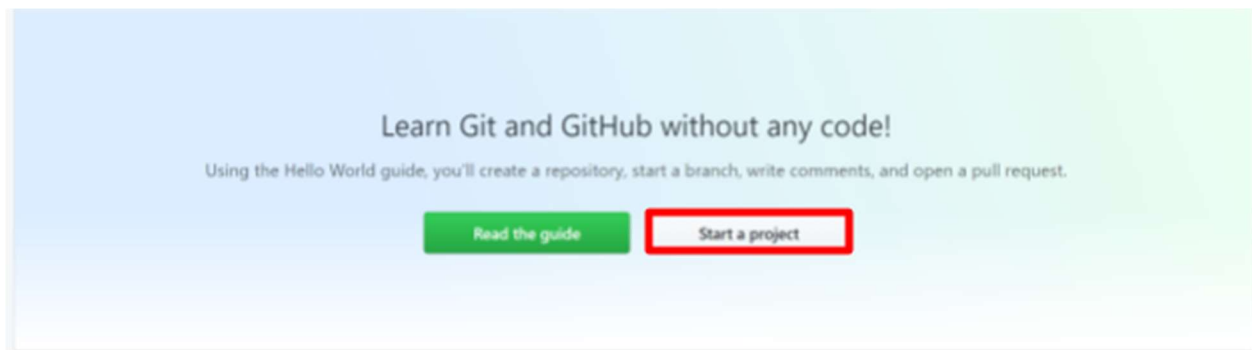 Learn Git and GitHub without any code!
Using the Hello World guide, you'll create a repository, start a branch, write comments, and open a pull request.
Read the guide
Start a project